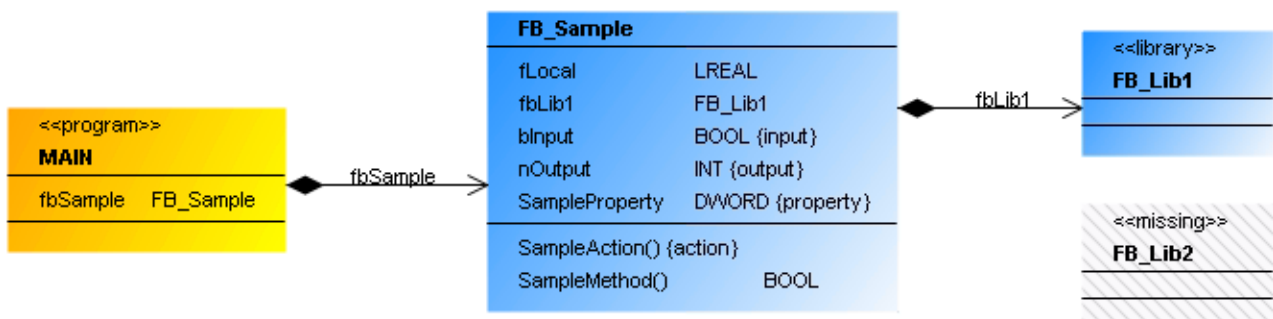 <<program>>
MAIN
fbSample FB_Sample
fbSample
FB_Sample
fLocal LREAL
fbLib1 FB_Lib1
bInput BOOL {input}
nOutput INT {output}
SampleProperty DWORD {property}
SampleAction() {action}
SampleMethod() BOOL
fbLib1
<<library>>
FB_Lib1
<<missing>>
FB_Lib2